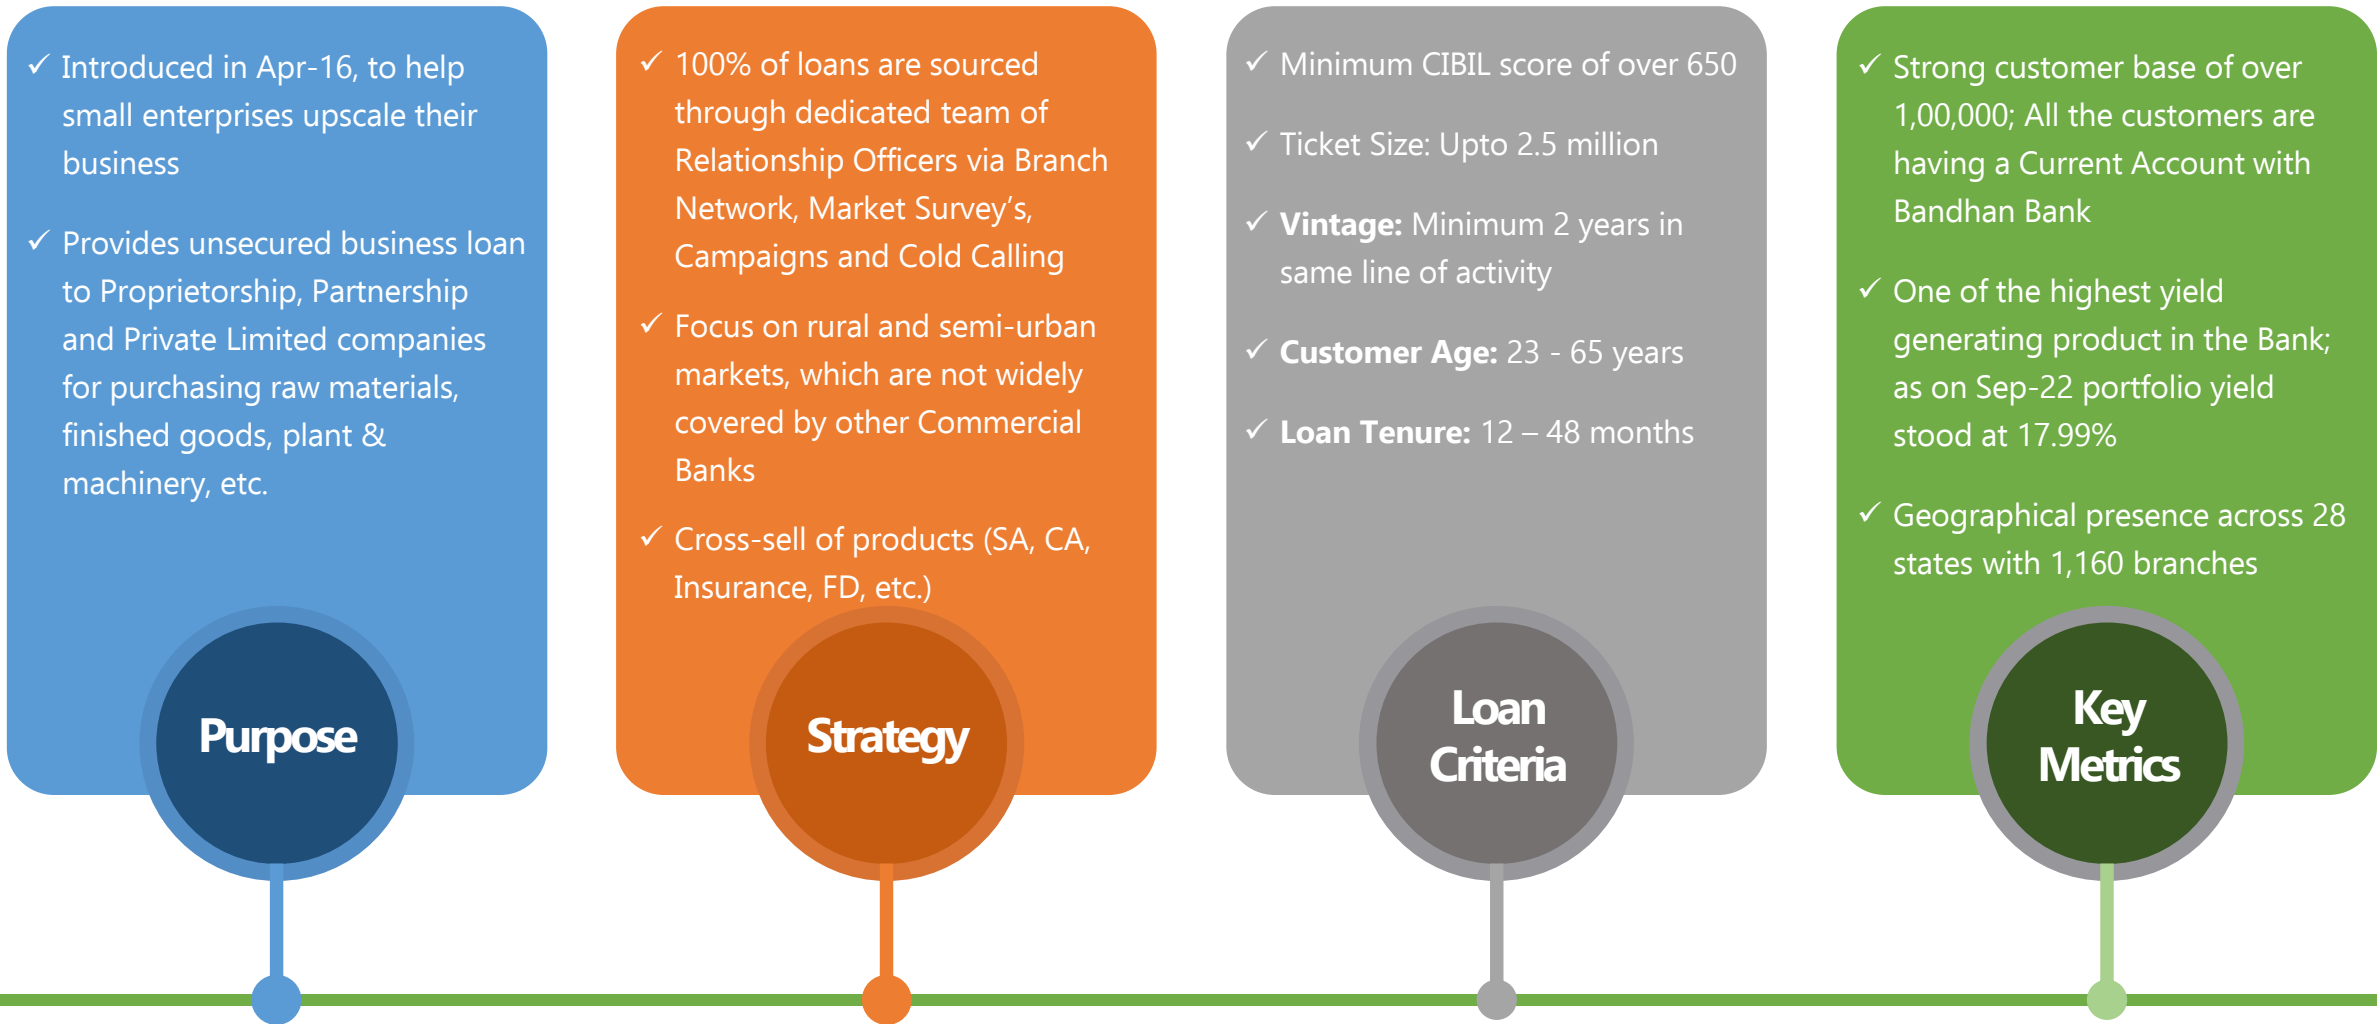 ✓ Introduced in Apr-16, to help
small enterprises upscale their
business
✓ Provides unsecured business loan
to Proprietorship, Partnership
and Private Limited companies
for purchasing raw materials,
finished goods, plant &
machinery, etc.
Purpose
✓ 100% of loans are sourced
through dedicated team of
Relationship Officers via Branch
Network, Market Survey’s,
Campaigns and Cold Calling
✓ Focus on rural and semi-urban
markets, which are not widely
covered by other Commercial
Banks
✓ Cross-sell of products (SA, CA,
Insurance, FD, etc.)
Strategy
✓ Minimum CIBIL score of over 650
✓ Ticket Size: Upto 2.5 million
✓ Vintage: Minimum 2 years in
same line of activity
✓ Customer Age: 23 - 65 years
✓ Loan Tenure: 12 – 48 months
Loan
Criteria
✓ Strong customer base of over
1,00,000; All the customers are
having a Current Account with
Bandhan Bank
✓ One of the highest yield
generating product in the Bank;
as on Sep-22 portfolio yield
stood at 17.99%
✓ Geographical presence across 28
states with 1,160 branches
Key
Metrics